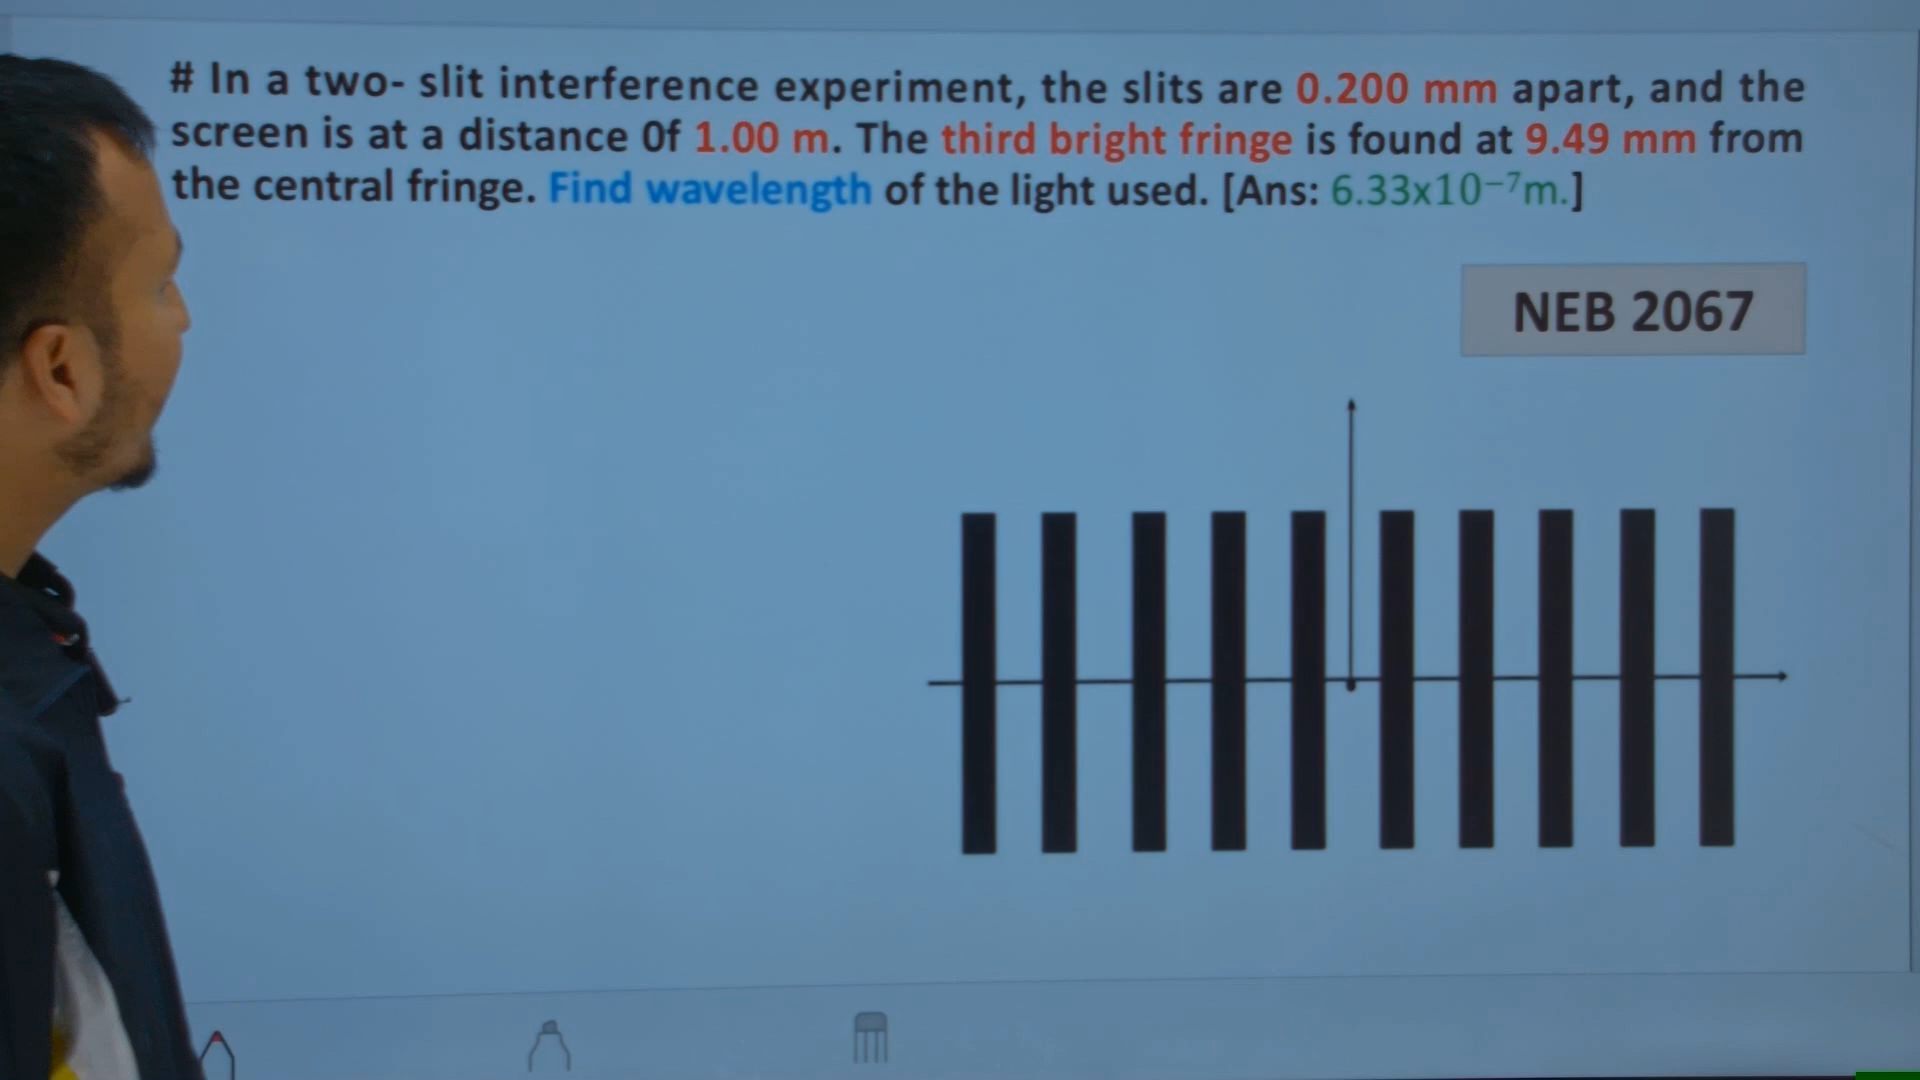 # In a two- slit interference experiment, the slits are 0.200 mm apart, and the
screen is at a distance 0f 1.00 m. The third bright fringe is found at 9.49 mm from
the central fringe. Find wavelength of the light used. [Ans: 6.33x10⁻⁷m.]
NEB 2067